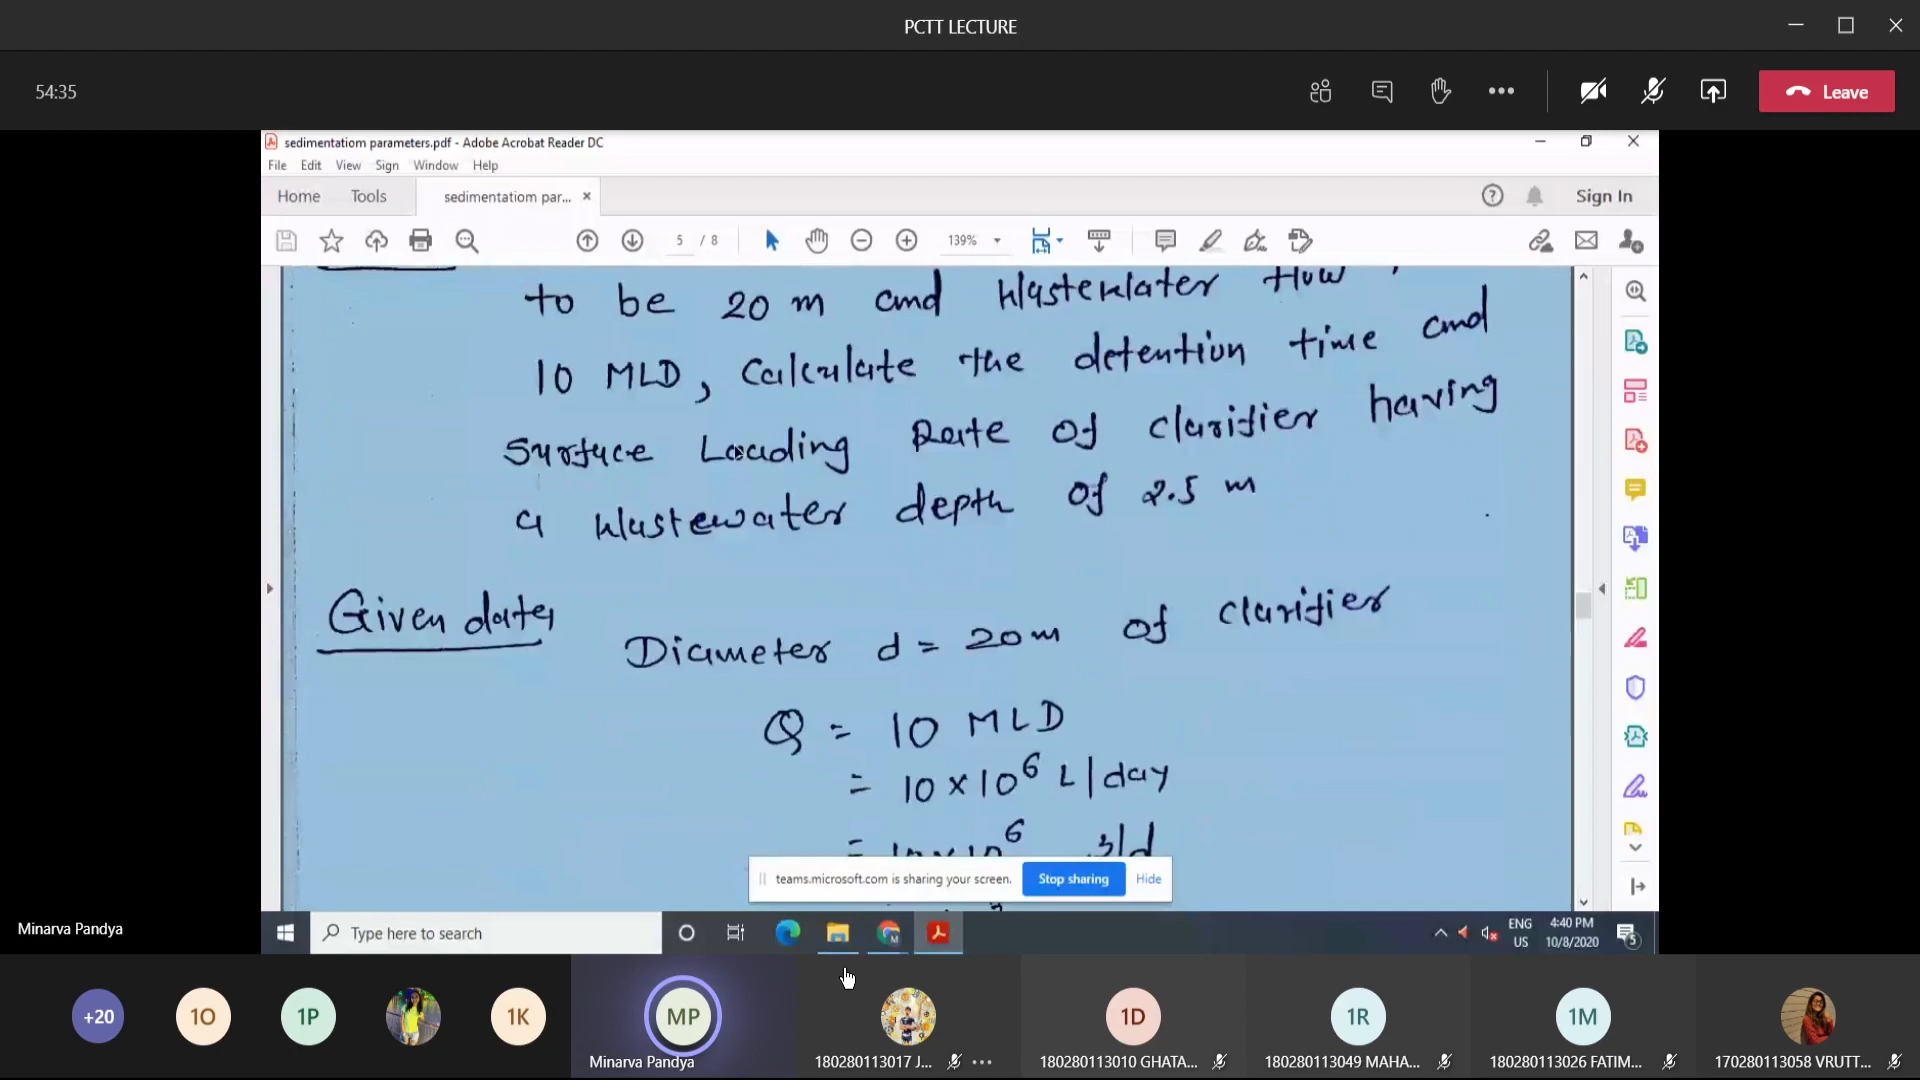 PCTT LECTURE
54:35
Leave
sedimentatiom parameters.pdf - Adobe Acrobat Reader DC
File Edit View Sign Window Help
Home Tools sedimentatiom par... ×
Sign In
5 / 8
139%
to be 20 m and Wastewater flow
10 MLD, Calculate the detention time and
Surface Loading Rate of clarifier having
a Wastewater depth of 2.5 m
Given data
Diameter d = 20m of clarifier
Q = 10 MLD
= 10 × 10⁶ L/day
= 10 × 10⁶
teams.microsoft.com is sharing your screen. Stop sharing Hide
Minarva Pandya
Type here to search
ENG
US
4:40 PM
10/8/2020
5
+20
1O
1P
1K
MP
Minarva Pandya
180280113017 J...
1D
180280113010 GHATA...
1R
180280113049 MAHA...
1M
180280113026 FATIM...
170280113058 VRUTT...